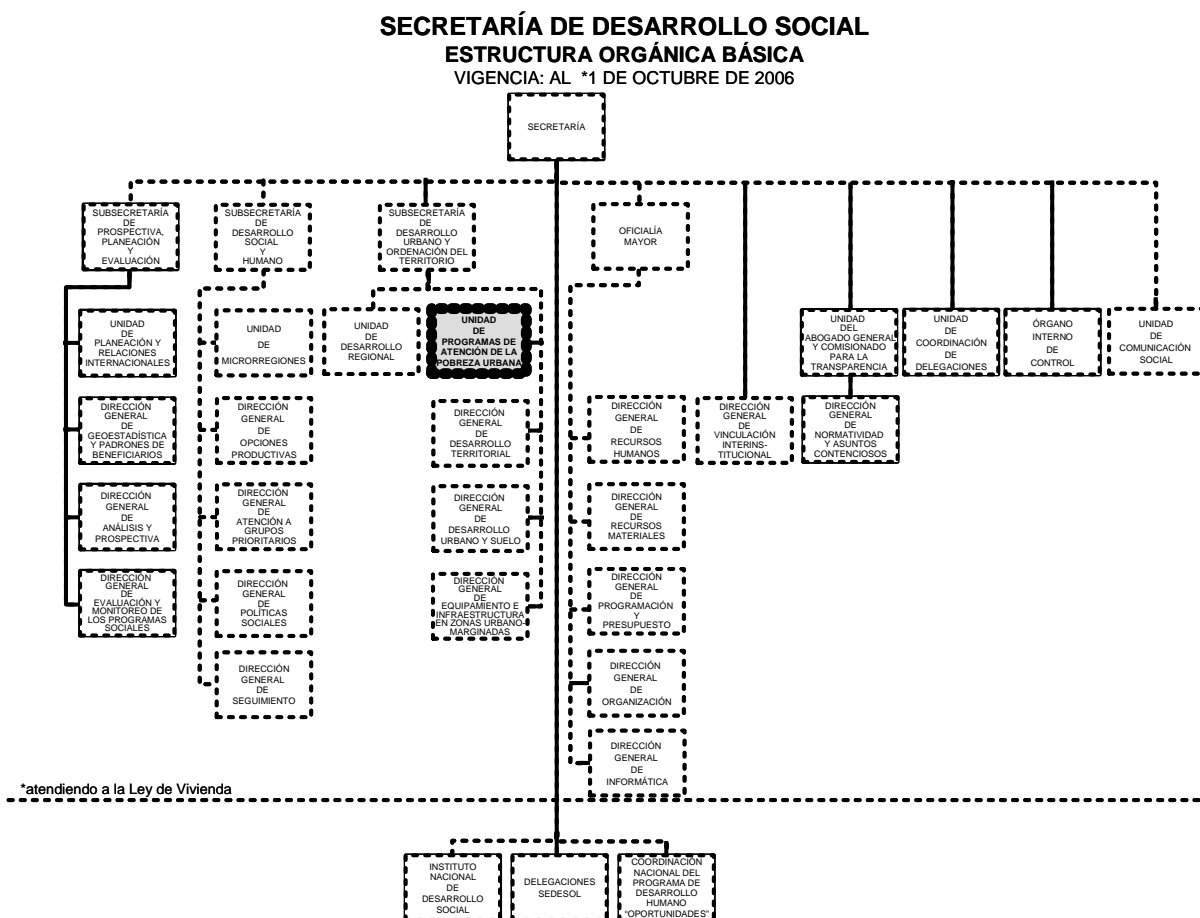 SECRETARÍA DE DESARROLLO SOCIAL
ESTRUCTURA ORGÁNICA BÁSICA
VIGENCIA: AL *1 DE OCTUBRE DE 2006
SECRETARÍA
SUBSECRETARÍA
DE
PROSPECTIVA,
PLANEACIÓN
Y
EVALUACIÓN
SUBSECRETARÍA
DE
DESARROLLO
SOCIAL
Y
HUMANO
SUBSECRETARÍA
DE
DESARROLLO
URBANO Y
ORDENACIÓN DEL
TERRITORIO
OFICIALÍA
MAYOR
UNIDAD
DE
PLANEACIÓN Y
RELACIONES
INTERNACIONALES
UNIDAD
DE
MICRORREGIONES
UNIDAD
DE
DESARROLLO
REGIONAL
UNIDAD
DE
PROGRAMAS DE
ATENCIÓN DE LA
POBREZA URBANA
UNIDAD
DEL
ABOGADO GENERAL
Y COMISIONADO
PARA LA
TRANSPARENCIA
UNIDAD
DE
COORDINACIÓN
DE
DELEGACIONES
ÓRGANO
INTERNO
DE
CONTROL
UNIDAD
DE
COMUNICACIÓN
SOCIAL
DIRECCIÓN
GENERAL
DE
GEOESTADÍSTICA
Y PADRONES DE
BENEFICIARIOS
DIRECCIÓN
GENERAL
DE
OPCIONES
PRODUCTIVAS
DIRECCIÓN
GENERAL
DE
DESARROLLO
TERRITORIAL
DIRECCIÓN
GENERAL
DE
RECURSOS
HUMANOS
DIRECCIÓN
GENERAL
DE
VINCULACIÓN
INTERINS-
TITUCIONAL
DIRECCIÓN
GENERAL
DE
NORMATIVIDAD
Y ASUNTOS
CONTENCIOSOS
DIRECCIÓN
GENERAL
DE
ANÁLISIS Y
PROSPECTIVA
DIRECCIÓN
GENERAL
DE
ATENCIÓN A
GRUPOS
PRIORITARIOS
DIRECCIÓN
GENERAL
DE
DESARROLLO
URBANO Y SUELO
DIRECCIÓN
GENERAL
DE
RECURSOS
MATERIALES
DIRECCIÓN
GENERAL
DE
EVALUACIÓN Y
MONITOREO DE
LOS PROGRAMAS
SOCIALES
DIRECCIÓN
GENERAL
DE
POLÍTICAS
SOCIALES
DIRECCIÓN
GENERAL
DE
EQUIPAMIENTO E
INFRAESTRUCTURA
EN ZONAS URBANO-
MARGINADAS
DIRECCIÓN
GENERAL
DE
PROGRAMACIÓN
Y
PRESUPUESTO
DIRECCIÓN
GENERAL
DE
SEGUIMIENTO
DIRECCIÓN
GENERAL
DE
ORGANIZACIÓN
DIRECCIÓN
GENERAL
DE
INFORMÁTICA
*atendiendo a la Ley de Vivienda
INSTITUTO
NACIONAL
DE
DESARROLLO
SOCIAL
DELEGACIONES
SEDESOL
COORDINACIÓN
NACIONAL DEL
PROGRAMA DE
DESARROLLO
HUMANO
"OPORTUNIDADES"